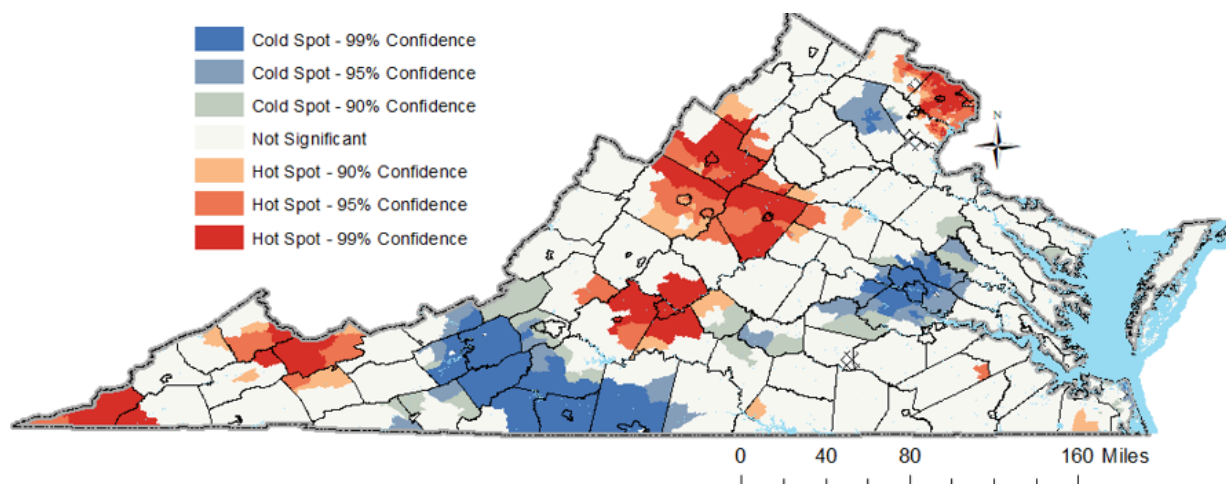 Cold Spot - 99% Confidence
Cold Spot - 95% Confidence
Cold Spot - 90% Confidence
Not Significant
Hot Spot - 90% Confidence
Hot Spot - 95% Confidence
Hot Spot - 99% Confidence
N
0 40 80 160 Miles